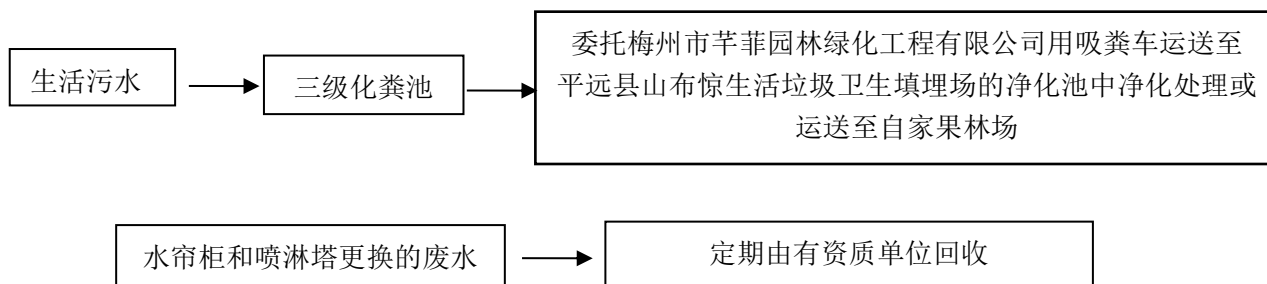 生活污水
三级化粪池
委托梅州市芊菲园林绿化工程有限公司用吸粪车运送至
平远县山布惊生活垃圾卫生填埋场的净化池中净化处理或
运送至自家果林场
水帘柜和喷淋塔更换的废水
定期由有资质单位回收